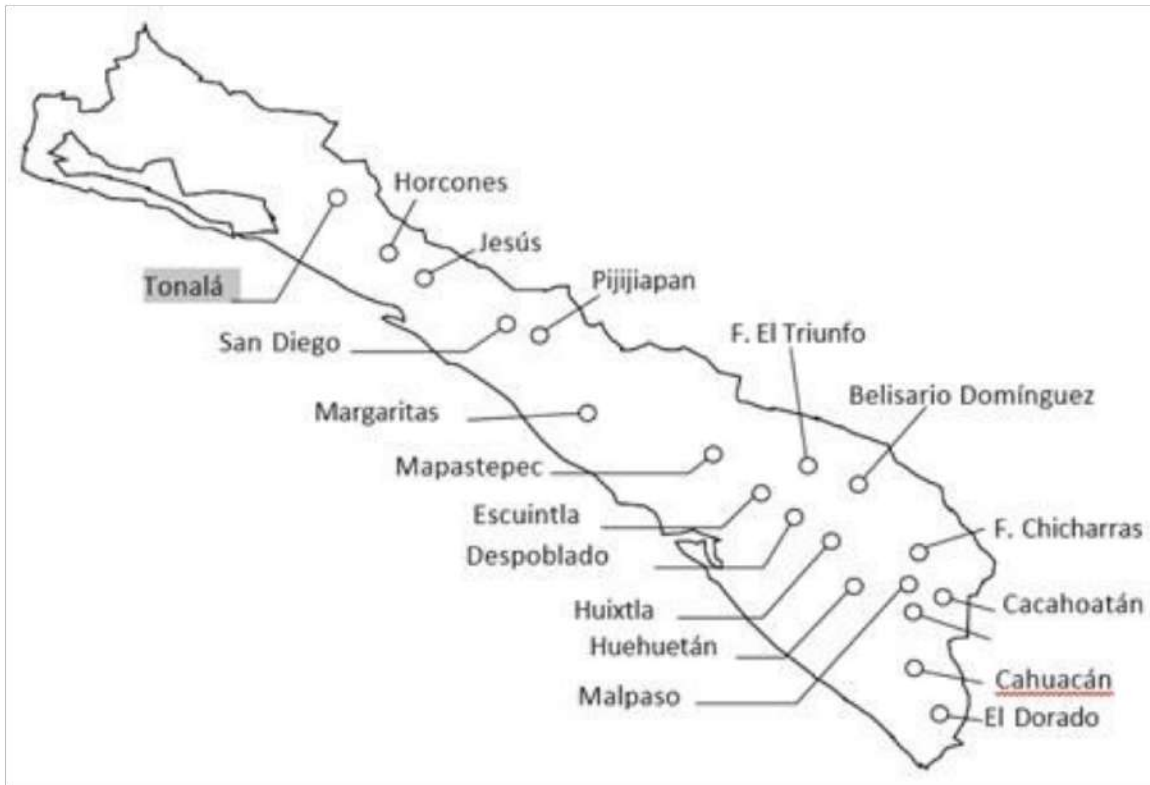 Horcones
Jesús
Tonalá
Pijijiapan
San Diego
F. El Triunfo
Belisario Domínguez
Margaritas
Mapastepec
Escuintla
F. Chicharras
Despoblado
Huixtla
Cacahoatán
Huehuetán
Cahuacán
Malpaso
El Dorado